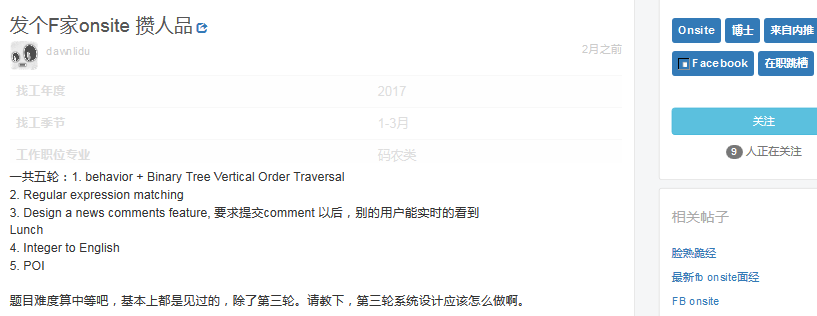 发个F家onsite 攒人品
dawnlidu
2月之前
找工年度 2017
找工季节 1-3月
工作职位专业 码农类
一共五轮：1. behavior + Binary Tree Vertical Order Traversal
2. Regular expression matching
3. Design a news comments feature, 要求提交comment 以后，别的用户能实时的看到
Lunch
4. Integer to English
5. POI
题目难度算中等吧，基本上都是见过的，除了第三轮。请教下，第三轮系统设计应该怎么做啊。
Onsite 博士 来自内推
Facebook 在职跳槽
关注
9 人正在关注
相关帖子
脸熟跪经
最新fb onsite面经
FB onsite